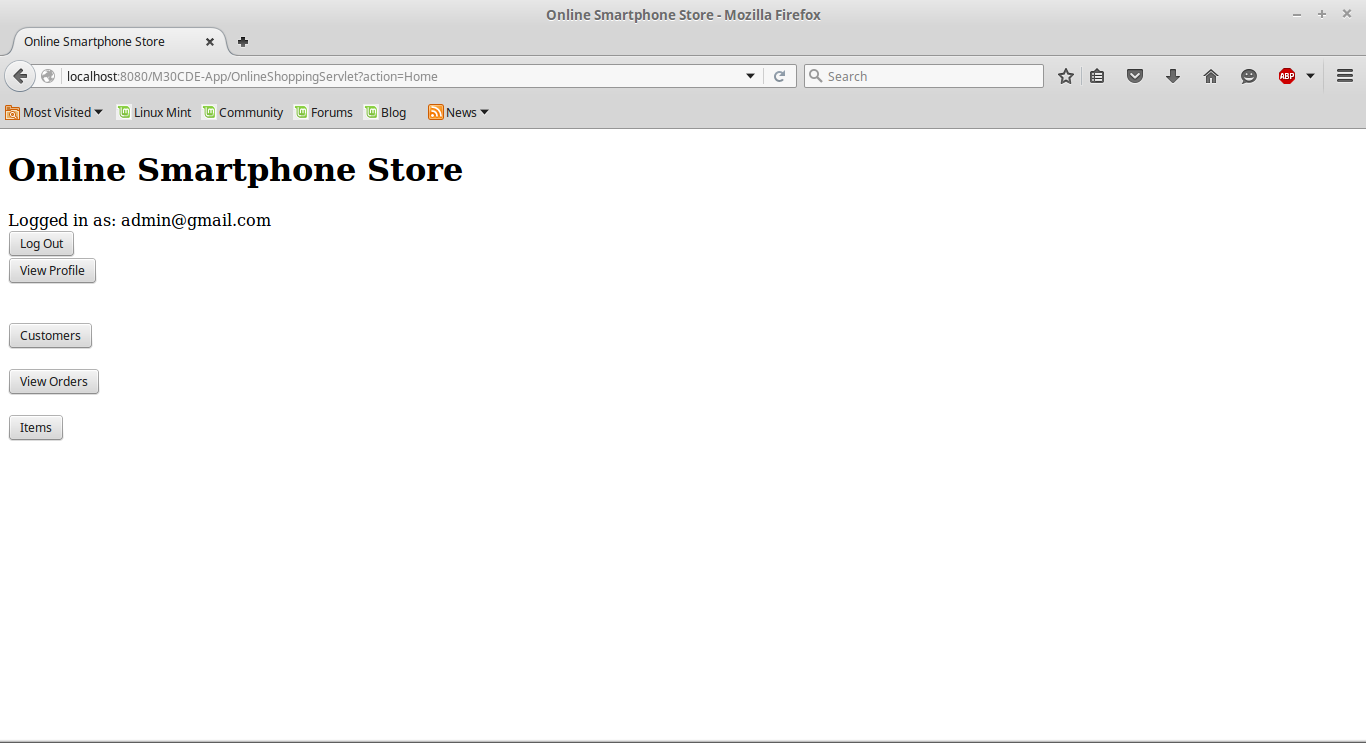 Online Smartphone Store - Mozilla Firefox
Online Smartphone Store
localhost:8080/M30CDE-App/OnlineShoppingServlet?action=Home
Search
ABP
Most Visited Linux Mint Community Forums Blog News
Online Smartphone Store
Logged in as: admin@gmail.com
Log Out
View Profile
Customers
View Orders
Items